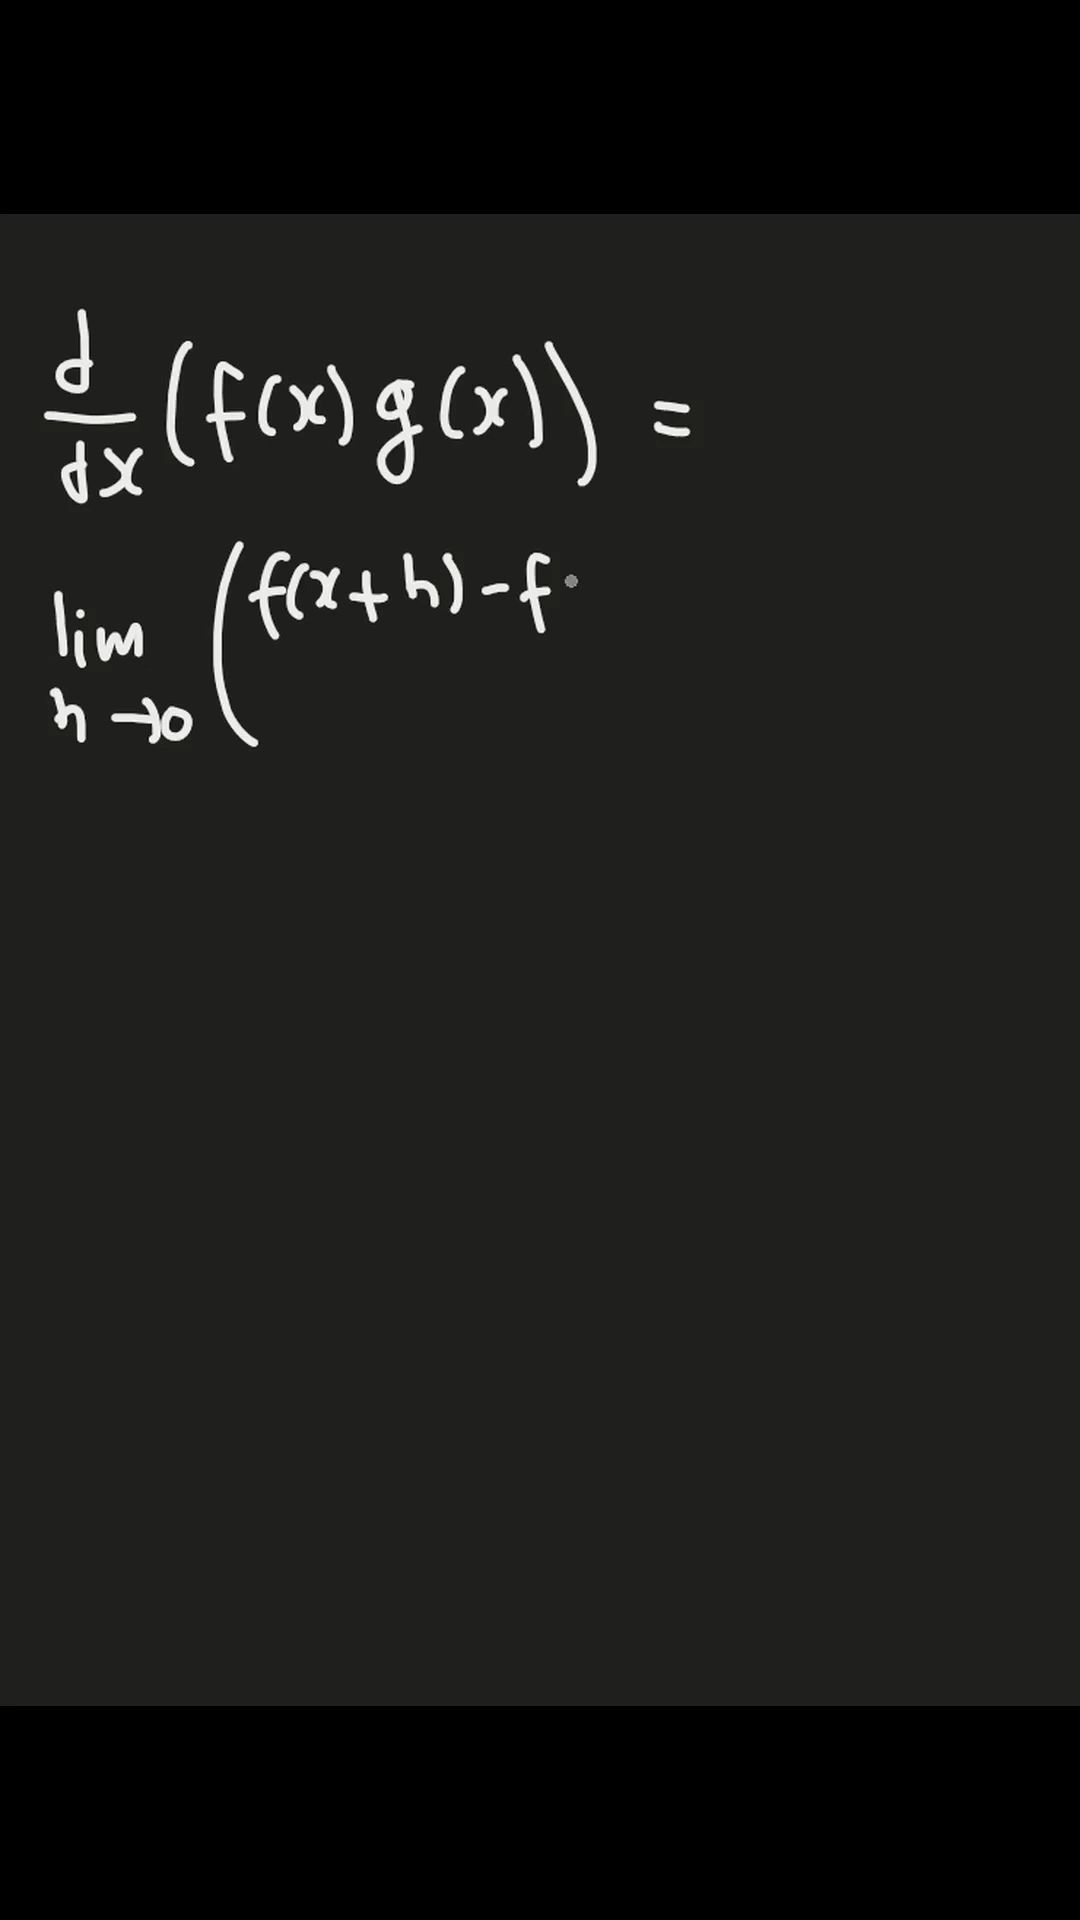 d/dx (f(x)g(x)) =
lim h→0 (f(x+h)-f